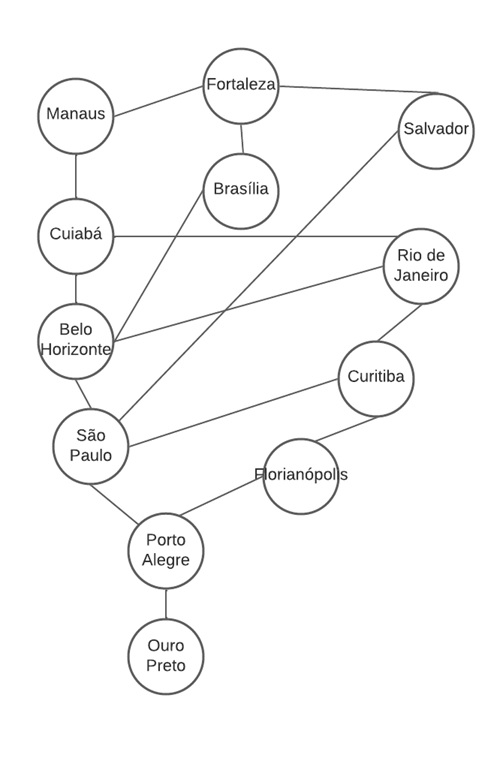 Fortaleza
Manaus
Salvador
Brasília
Cuiabá
Rio de
Janeiro
Belo
Horizonte
Curitiba
São
Paulo
Florianópolis
Porto
Alegre
Ouro
Preto